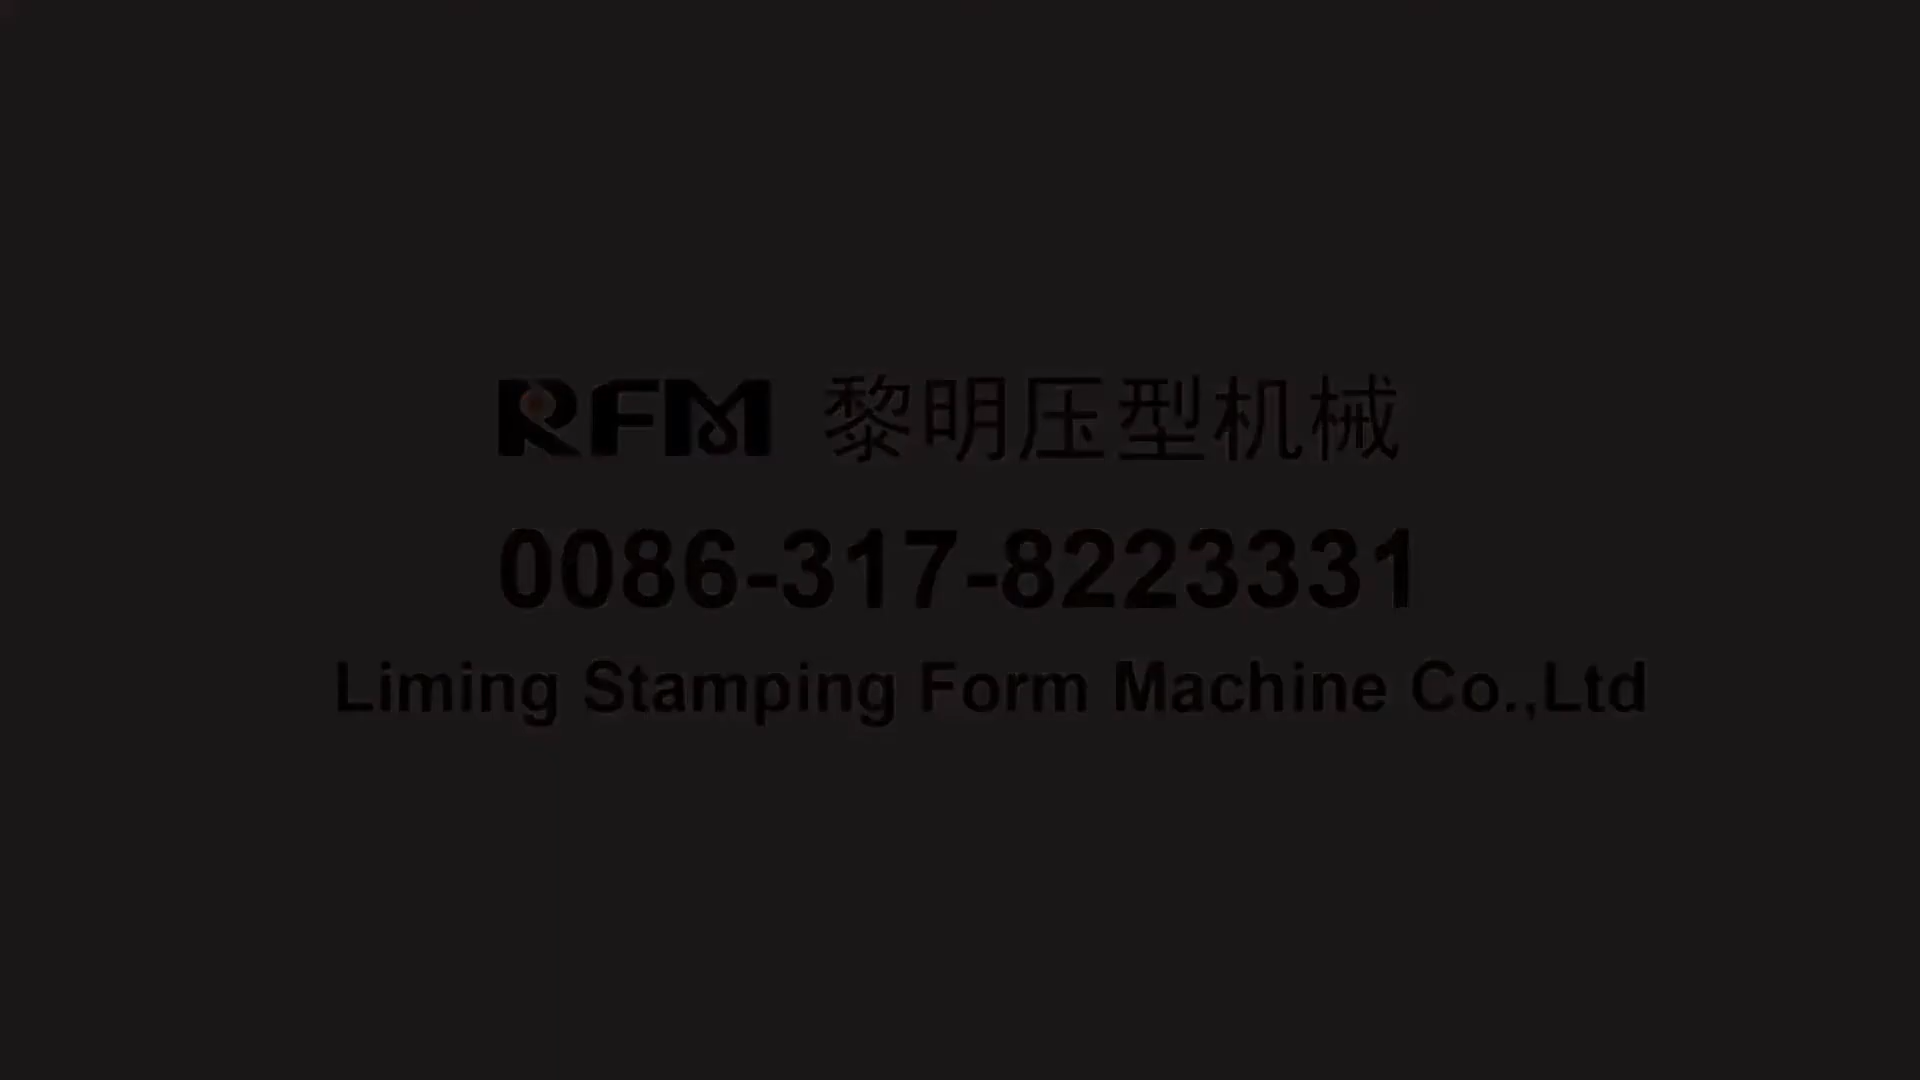 RFM 黎明压型机械
0086-317-8223331
Liming Stamping Form Machine Co.,Ltd